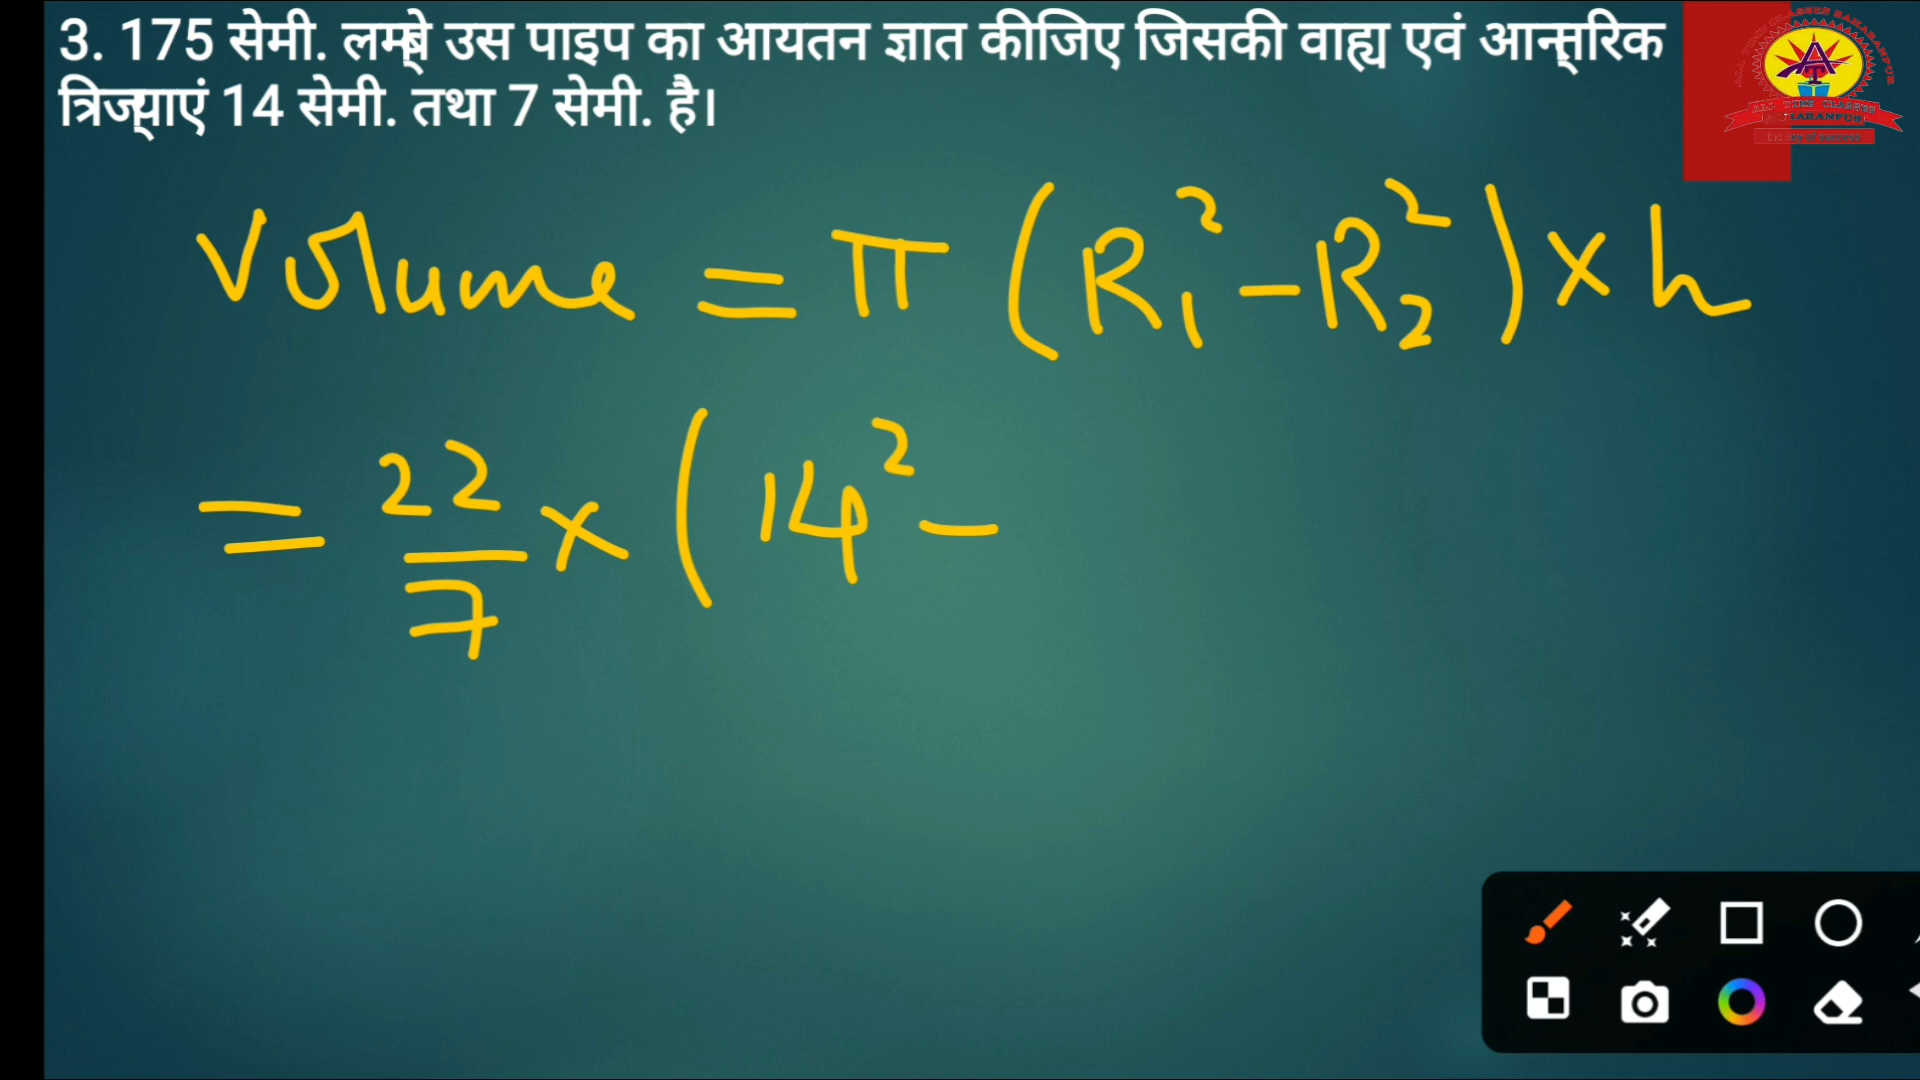 3. 175 सेमी. लम्बे उस पाइप का आयतन ज्ञात कीजिए जिसकी वाह्य एवं आन्तरिक
त्रिज्याएं 14 सेमी. तथा 7 सेमी. है।
Volume = π (R₁² - R₂²) × h
= 22/7 × (14² -